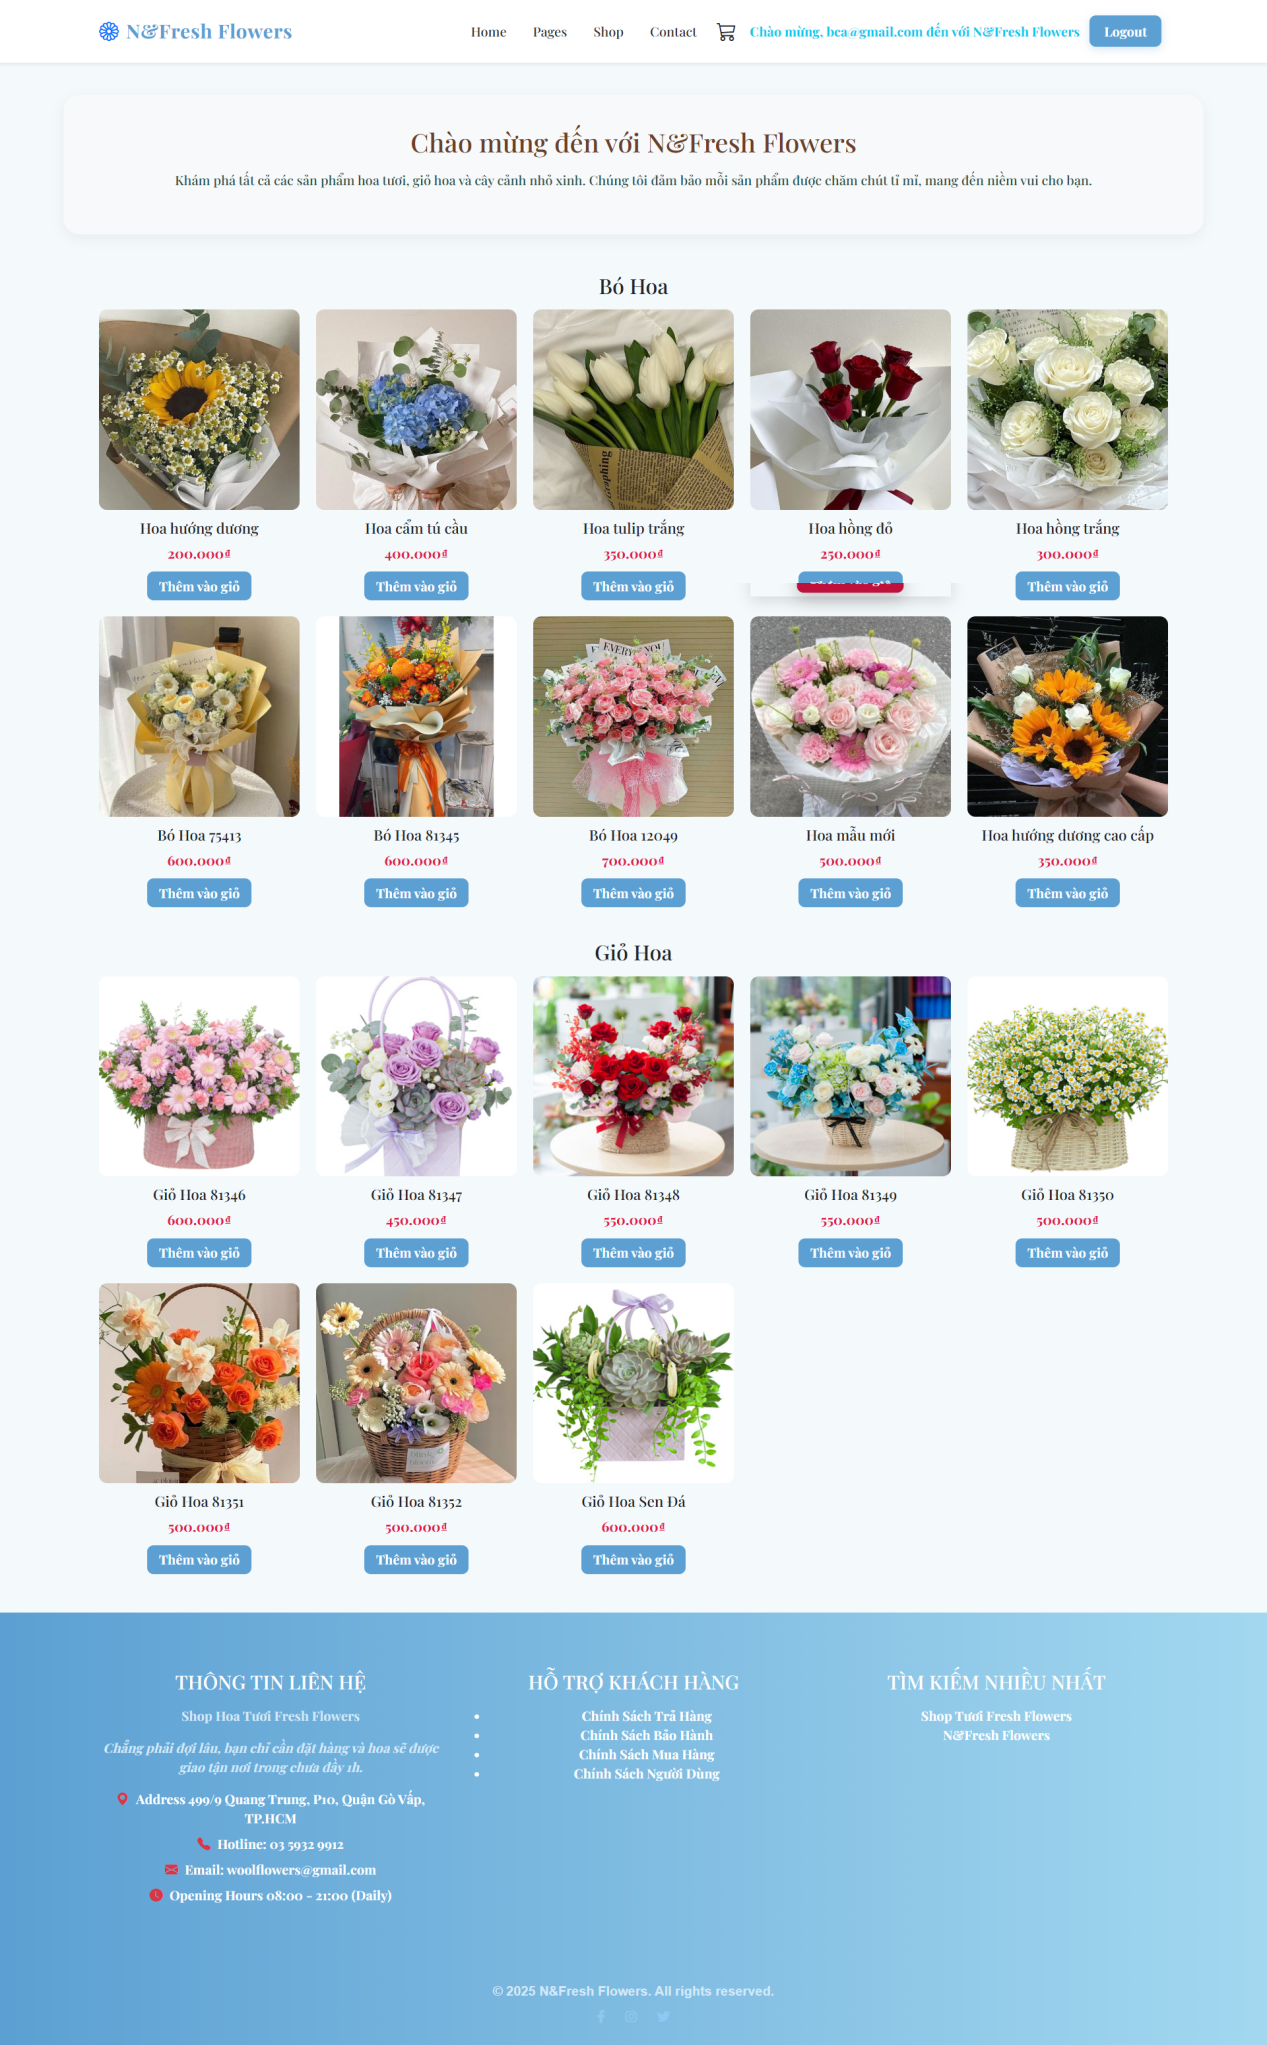 N&Fresh Flowers
Home Pages Shop Contact Chào mừng, bca@gmail.com đến với N&Fresh Flowers Logout
Chào mừng đến với N&Fresh Flowers
Khám phá tất cả các sản phẩm hoa tươi, giỏ hoa và cây cảnh nhỏ xinh. Chúng tôi đảm bảo mỗi sản phẩm được chăm chút tỉ mỉ, mang đến niềm vui cho bạn.
Bó Hoa
Graphing
Hoa hướng dương
200.000₫
Thêm vào giỏ
Hoa cẩm tú cầu
400.000₫
Thêm vào giỏ
Hoa tulip trắng
350.000₫
Thêm vào giỏ
Hoa hồng đỏ
250.000₫
Hoa hồng trắng
300.000₫
Thêm vào giỏ
EVERY YOU
Bó Hoa 75413
600.000₫
Thêm vào giỏ
Bó Hoa 81345
600.000₫
Thêm vào giỏ
Bó Hoa 12049
700.000₫
Thêm vào giỏ
Hoa mẫu mới
500.000₫
Thêm vào giỏ
Hoa hướng dương cao cấp
350.000₫
Thêm vào giỏ
Giỏ Hoa
Giỏ Hoa 81346
600.000₫
Thêm vào giỏ
Giỏ Hoa 81347
450.000₫
Thêm vào giỏ
Giỏ Hoa 81348
550.000₫
Thêm vào giỏ
Giỏ Hoa 81349
550.000₫
Thêm vào giỏ
Giỏ Hoa 81350
500.000₫
Thêm vào giỏ
Giỏ Hoa 81351
500.000₫
Thêm vào giỏ
Giỏ Hoa 81352
500.000₫
Thêm vào giỏ
Giỏ Hoa Sen Đá
600.000₫
Thêm vào giỏ
THÔNG TIN LIÊN HỆ
Shop Hoa Tươi Fresh Flowers
Chẳng phải đợi lâu, bạn chỉ cần đặt hàng và hoa sẽ được
giao tận nơi trong chưa đầy 1h.
Address 499/9 Quang Trung, P10, Quận Gò Vấp,
TP.HCM
Hotline: 03 5932 9912
Email: woolflowers@gmail.com
Opening Hours 08:00 - 21:00 (Daily)
HỖ TRỢ KHÁCH HÀNG
Chính Sách Trả Hàng
Chính Sách Bảo Hành
Chính Sách Mua Hàng
Chính Sách Người Dùng
TÌM KIẾM NHIỀU NHẤT
Shop Tươi Fresh Flowers
N&Fresh Flowers
© 2025 N&Fresh Flowers. All rights reserved.